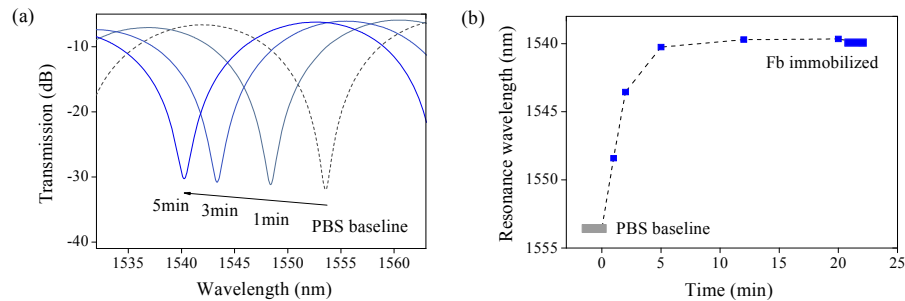 (a)
-10
-20
-30
-40
Transmission (dB)
5min
3min
1min
PBS baseline
1535
1540
1545
1550
1555
1560
Wavelength (nm)
(b)
1540
1545
1550
1555
Resonance wavelength (nm)
Fb immobilized
PBS baseline
0
5
10
15
20
25
Time (min)